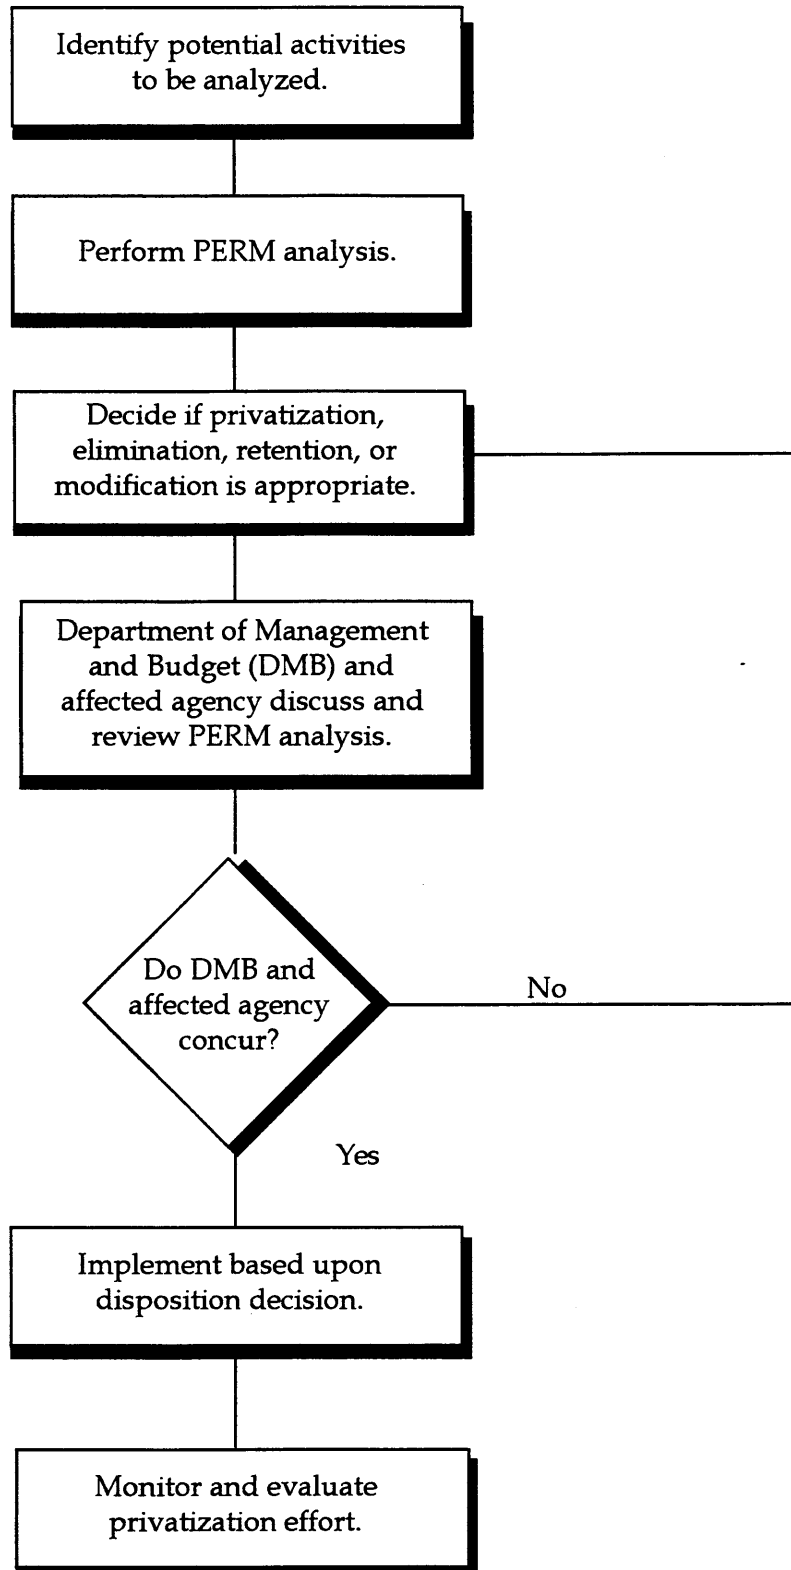 Identify potential activities
to be analyzed.
Perform PERM analysis.
Decide if privatization,
elimination, retention, or
modification is appropriate.
Department of Management
and Budget (DMB) and
affected agency discuss and
review PERM analysis.
Do DMB and
affected agency
concur?
No
Yes
Implement based upon
disposition decision.
Monitor and evaluate
privatization effort.